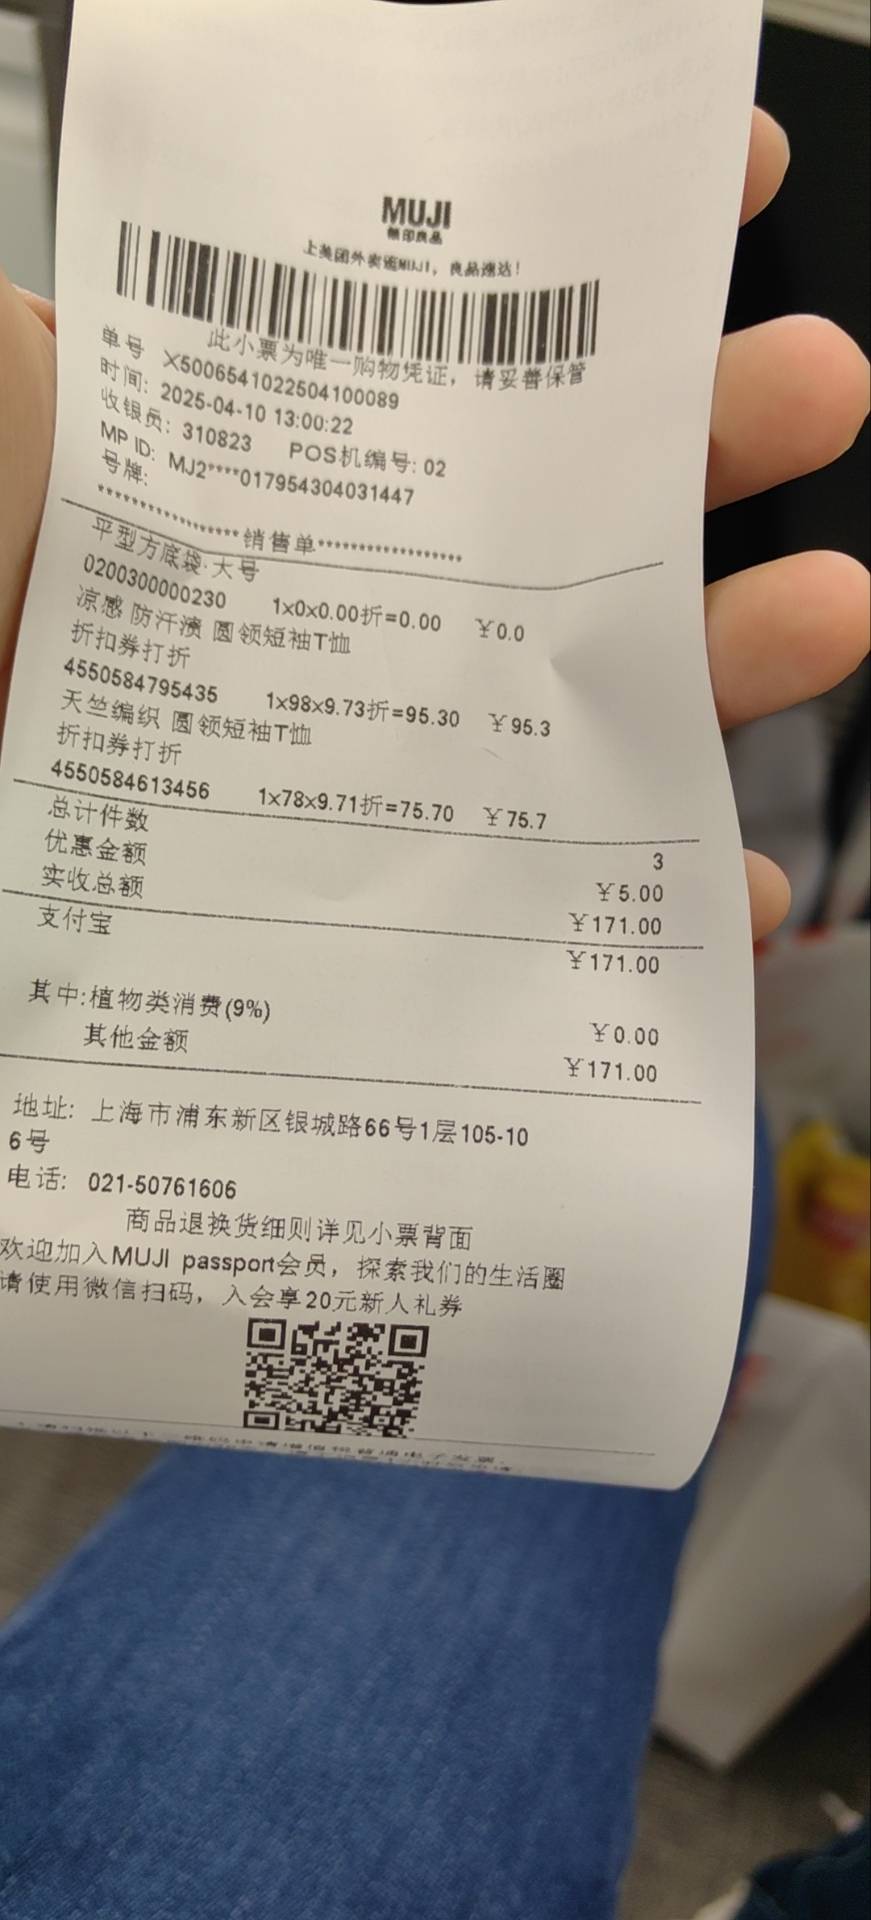 MUJI
無印良品
上美团外卖逛MUJI，良品速达！
此小票为唯一购物凭证，请妥善保管
单号 X5006541022504100089
时间: 2025-04-10 13:00:22
收银员: 310823 POS机编号: 02
MP ID: MJ2****017954304031447
号牌:
*****************销售单******************
平型方底袋·大号
0200300000230 1x0x0.00折=0.00 ¥0.0
凉感 防汗渍 圆领短袖T恤
折扣券打折
4550584795435 1x98x9.73折=95.30 ¥95.3
天竺编织 圆领短袖T恤
折扣券打折
4550584613456 1x78x9.71折=75.70 ¥75.7
总计件数 3
优惠金额 ¥5.00
实收总额 ¥171.00
支付宝 ¥171.00
其中:植物类消费(9%) ¥0.00
其他金额 ¥171.00
地址: 上海市浦东新区银城路66号1层105-10
6号
电话: 021-50761606
商品退换货细则详见小票背面
欢迎加入MUJI passport会员，探索我们的生活圈
请使用微信扫码，入会享20元新人礼券